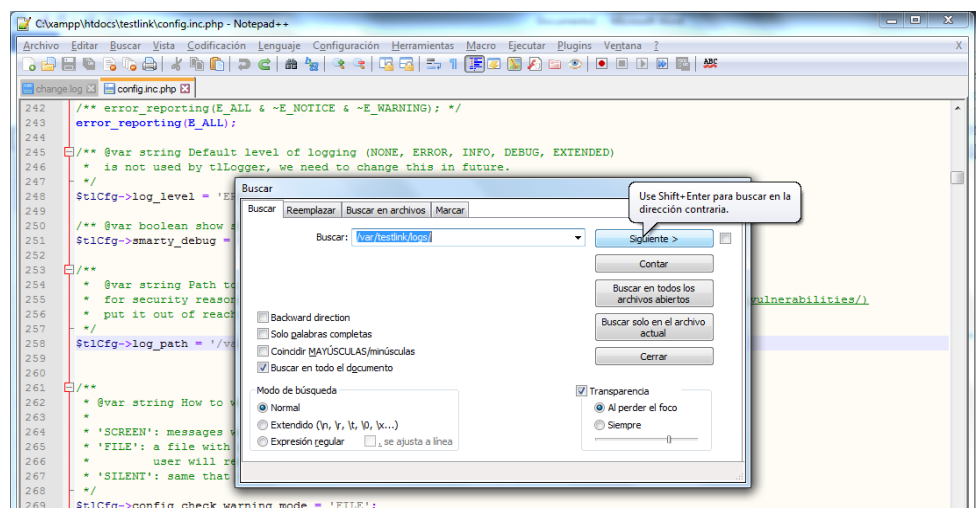 C:\xampp\htdocs\testlink\config.inc.php - Notepad++
Archivo Editar Buscar Vista Codificación Lenguaje Configuración Herramientas Macro Ejecutar Plugins Ventana ? X
change.log config.inc.php
242 /** error_reporting(E_ALL & ~E_NOTICE & ~E_WARNING); */
243 error_reporting(E_ALL);
244
245 /** @var string Default level of logging (NONE, ERROR, INFO, DEBUG, EXTENDED)
246 * is not used by tlLogger, we need to change this in future.
247 */
248 $tlCfg->log_level = 'ER
249
250 /** @var boolean show s
251 $tlCfg->smarty_debug =
252
253 /**
254 * @var string Path to
255 * for security reason vulnerabilities/)
256 * put it out of reach
257 */
258 $tlCfg->log_path = '/va
259
260
261 /**
262 * @var string How to w
263 *
264 * 'SCREEN': messages w
265 * 'FILE': a file with
266 * user will re
267 * 'SILENT': same that
268 */
269 $tlCfg->config_check_warning_mode = 'FILE';
Buscar
Buscar Reemplazar Buscar en archivos Marcar
Use Shift+Enter para buscar en la
dirección contraria.
Buscar: /var/testlink/logs/
Siguiente >
Contar
Buscar en todos los
archivos abiertos
Buscar solo en el archivo
actual
Cerrar
Backward direction
Solo palabras completas
Coincidir MAYÚSCULAS/minúsculas
Buscar en todo el documento
Modo de búsqueda
Normal
Extendido (\n, \r, \t, \0, \x...)
Expresión regular . se ajusta a línea
Transparencia
Al perder el foco
Siempre